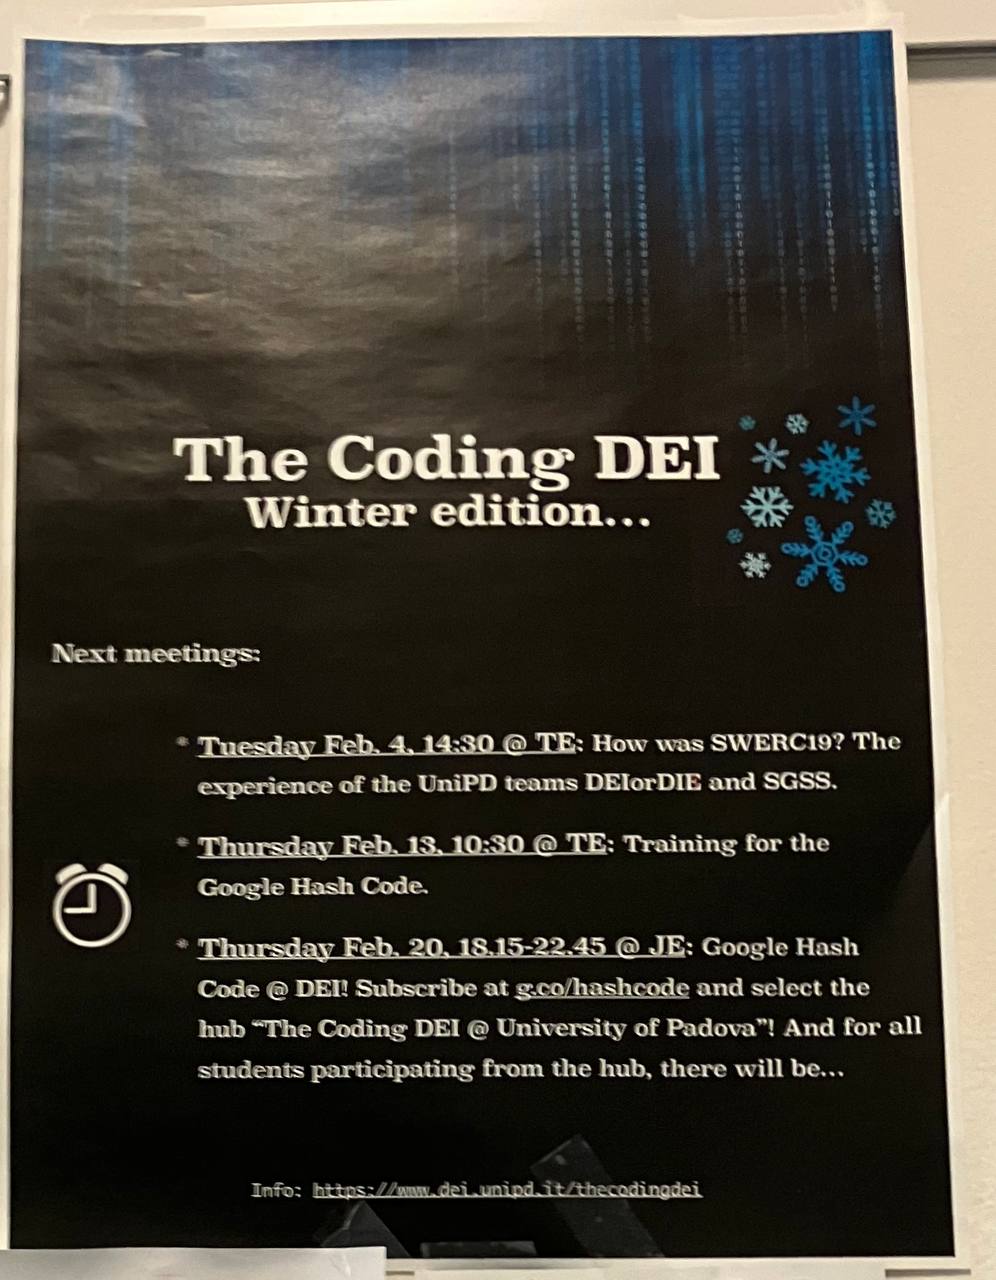 The Coding DEI
Winter edition...
Next meetings:
* Tuesday Feb. 4, 14:30 @ TE: How was SWERC19? The
experience of the UniPD teams DEIorDIE and SGSS.
* Thursday Feb. 13, 10:30 @ TE: Training for the
Google Hash Code.
* Thursday Feb. 20, 18.15-22.45 @ JE: Google Hash
Code @ DEI! Subscribe at g.co/hashcode and select the
hub “The Coding DEI @ University of Padova”! And for all
students participating from the hub, there will be...
Info: https://www.dei.unipd.it/thecodingdei